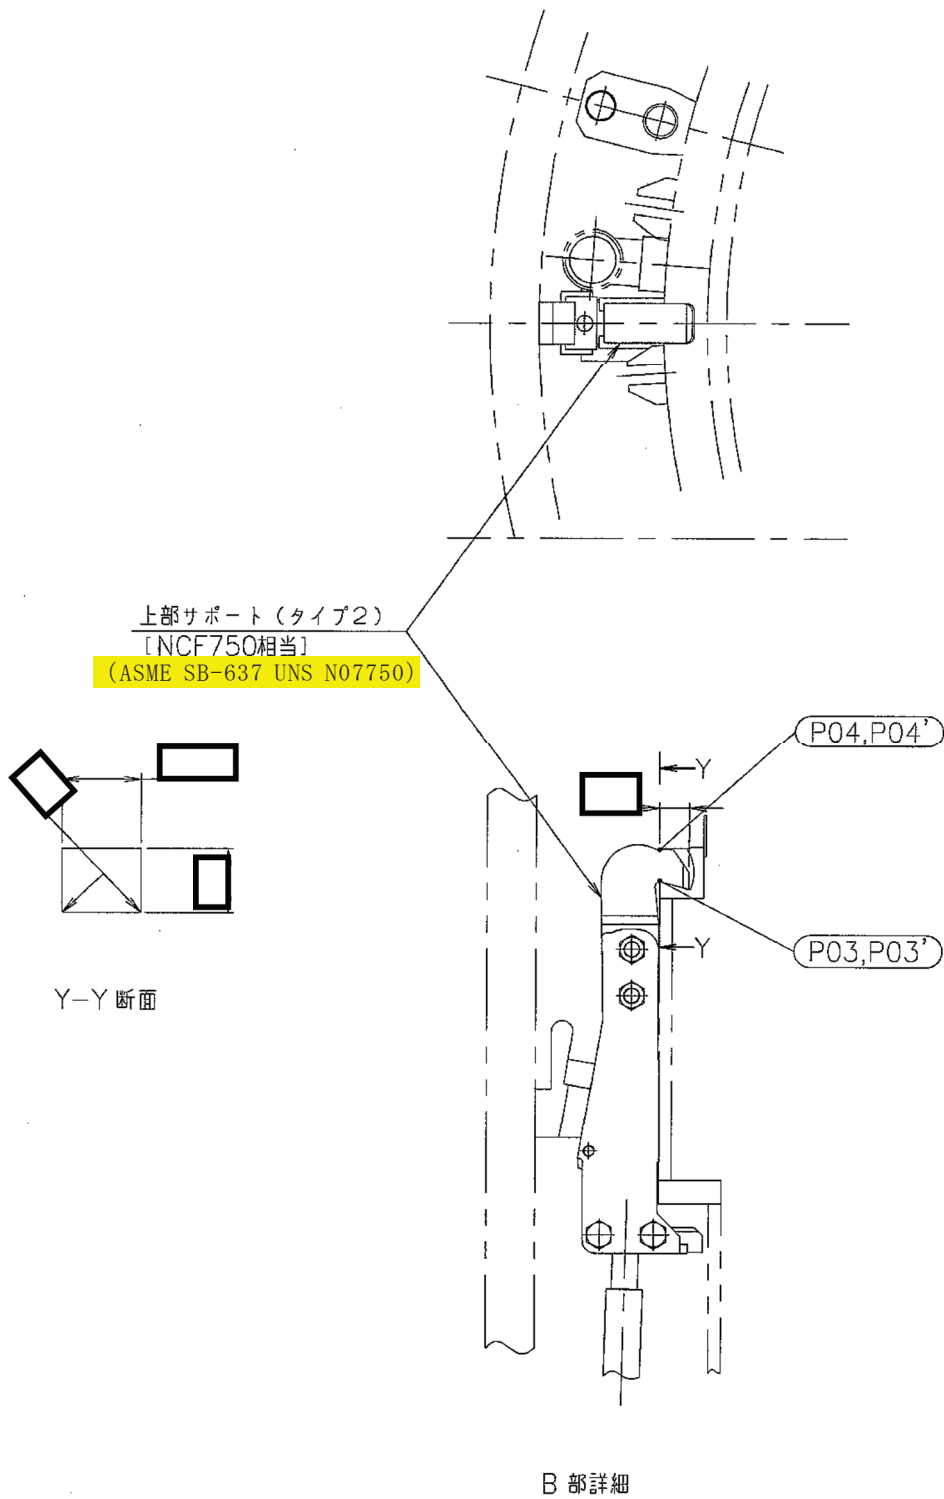 上部サポート(タイプ2)
[NCF750相当]
(ASME SB-637 UNS N07750)
P04,P04'
Y
Y
P03,P03'
Y-Y 断面
B 部詳細